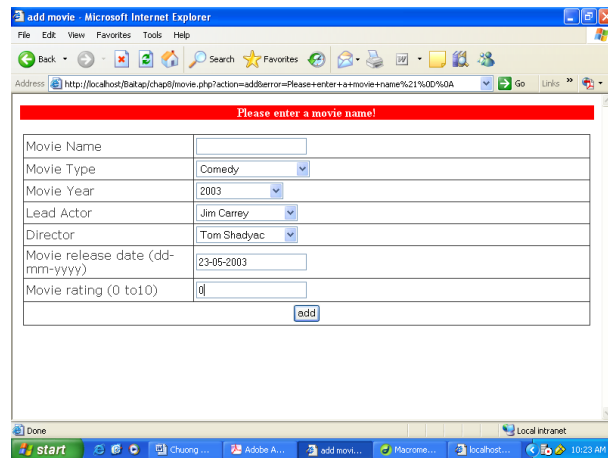 add movie - Microsoft Internet Explorer
File Edit View Favorites Tools Help
Back Search Favorites
Address http://localhost/Baitap/chap8/movie.php?action=add&error=Please+enter+a+movie+name%21%0D%0A Go Links »
Please enter a movie name!
Movie Name
Movie Type Comedy
Movie Year 2003
Lead Actor Jim Carrey
Director Tom Shadyac
Movie release date (dd-
mm-yyyy) 23-05-2003
Movie rating (0 to10) 0
add
Done Local intranet
start Chuong ... Adobe A... add movi... Macrome... localhost... 10:23 AM